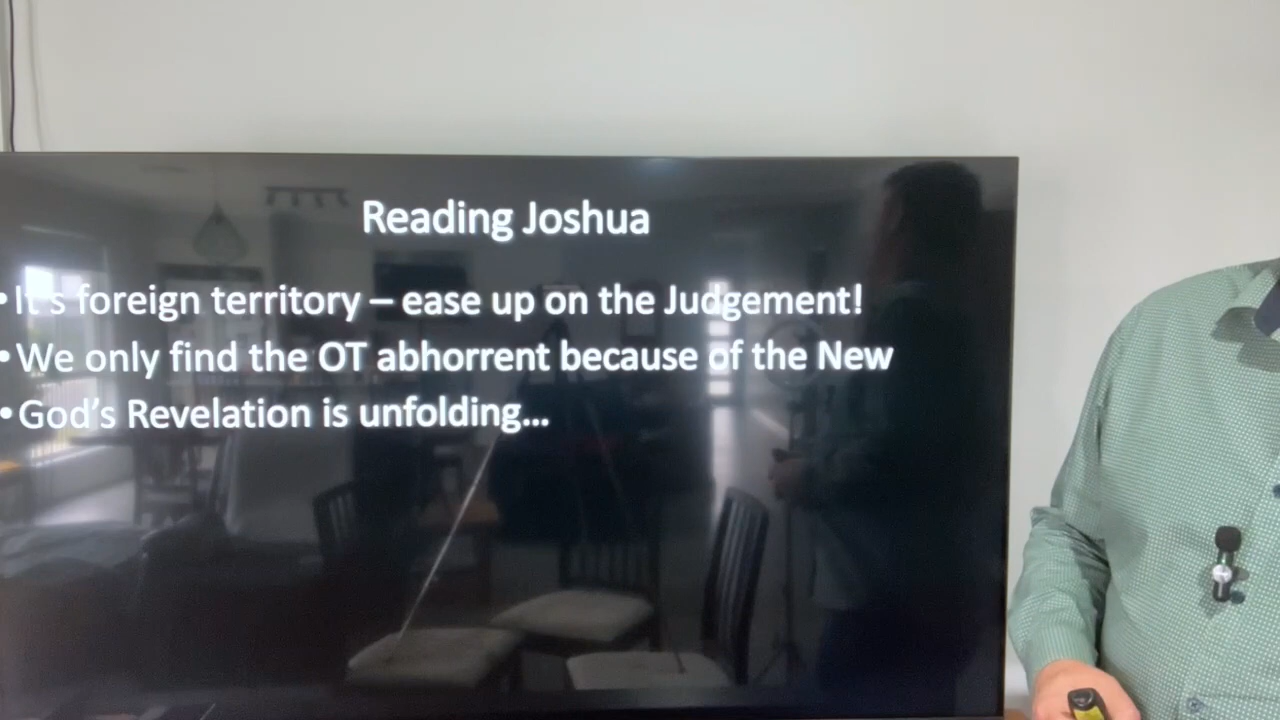 Reading Joshua
• It's foreign territory – ease up on the Judgement!
• We only find the OT abhorrent because of the New
• God's Revelation is unfolding...